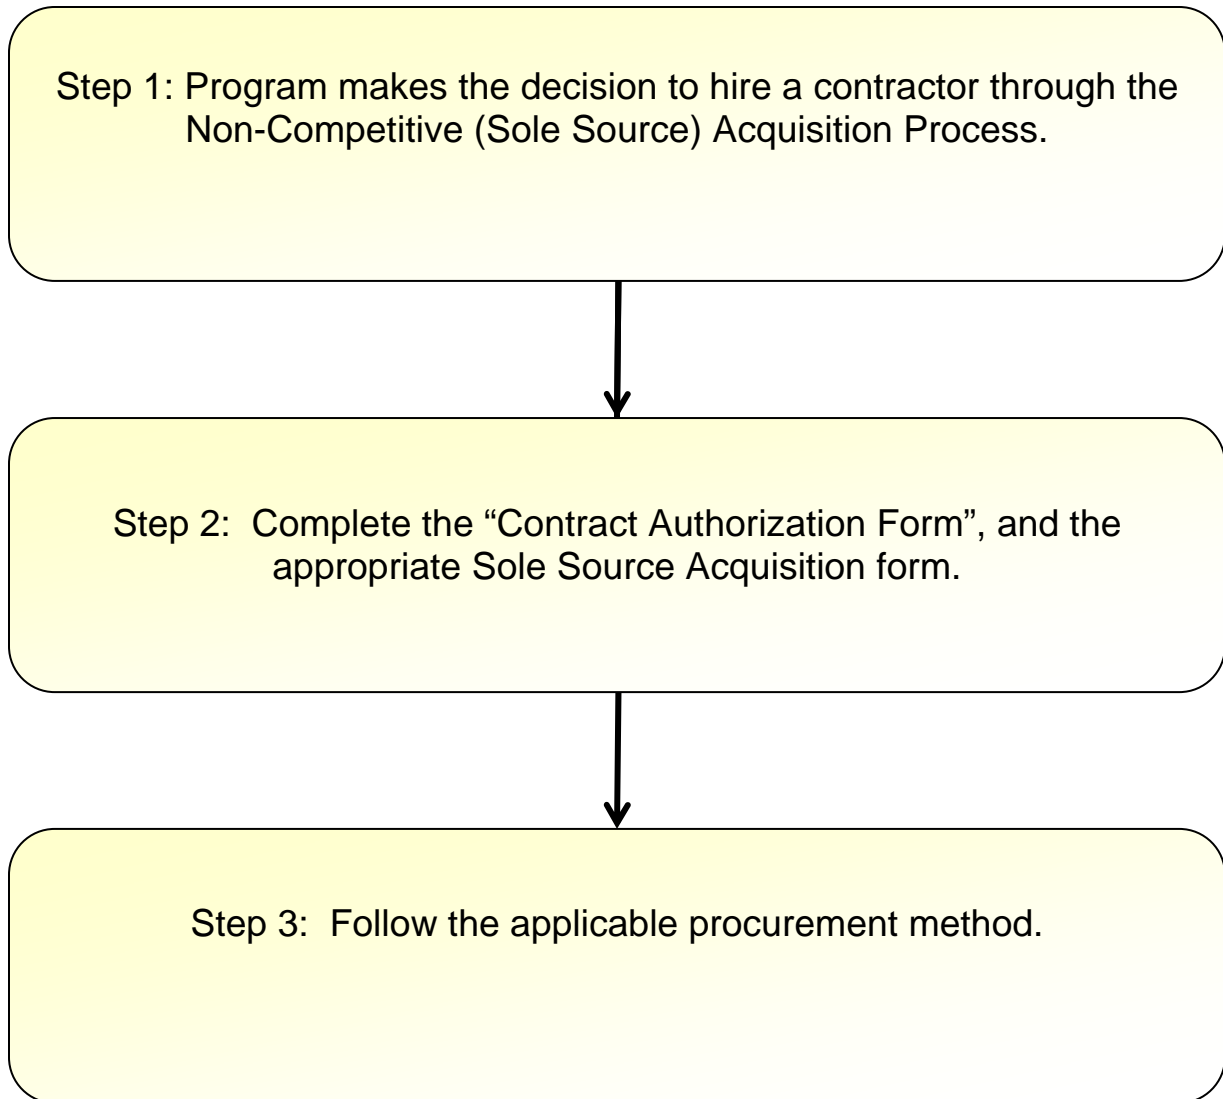 Step 1: Program makes the decision to hire a contractor through the
Non-Competitive (Sole Source) Acquisition Process.
Step 2:  Complete the “Contract Authorization Form”, and the
appropriate Sole Source Acquisition form.
Step 3:  Follow the applicable procurement method.